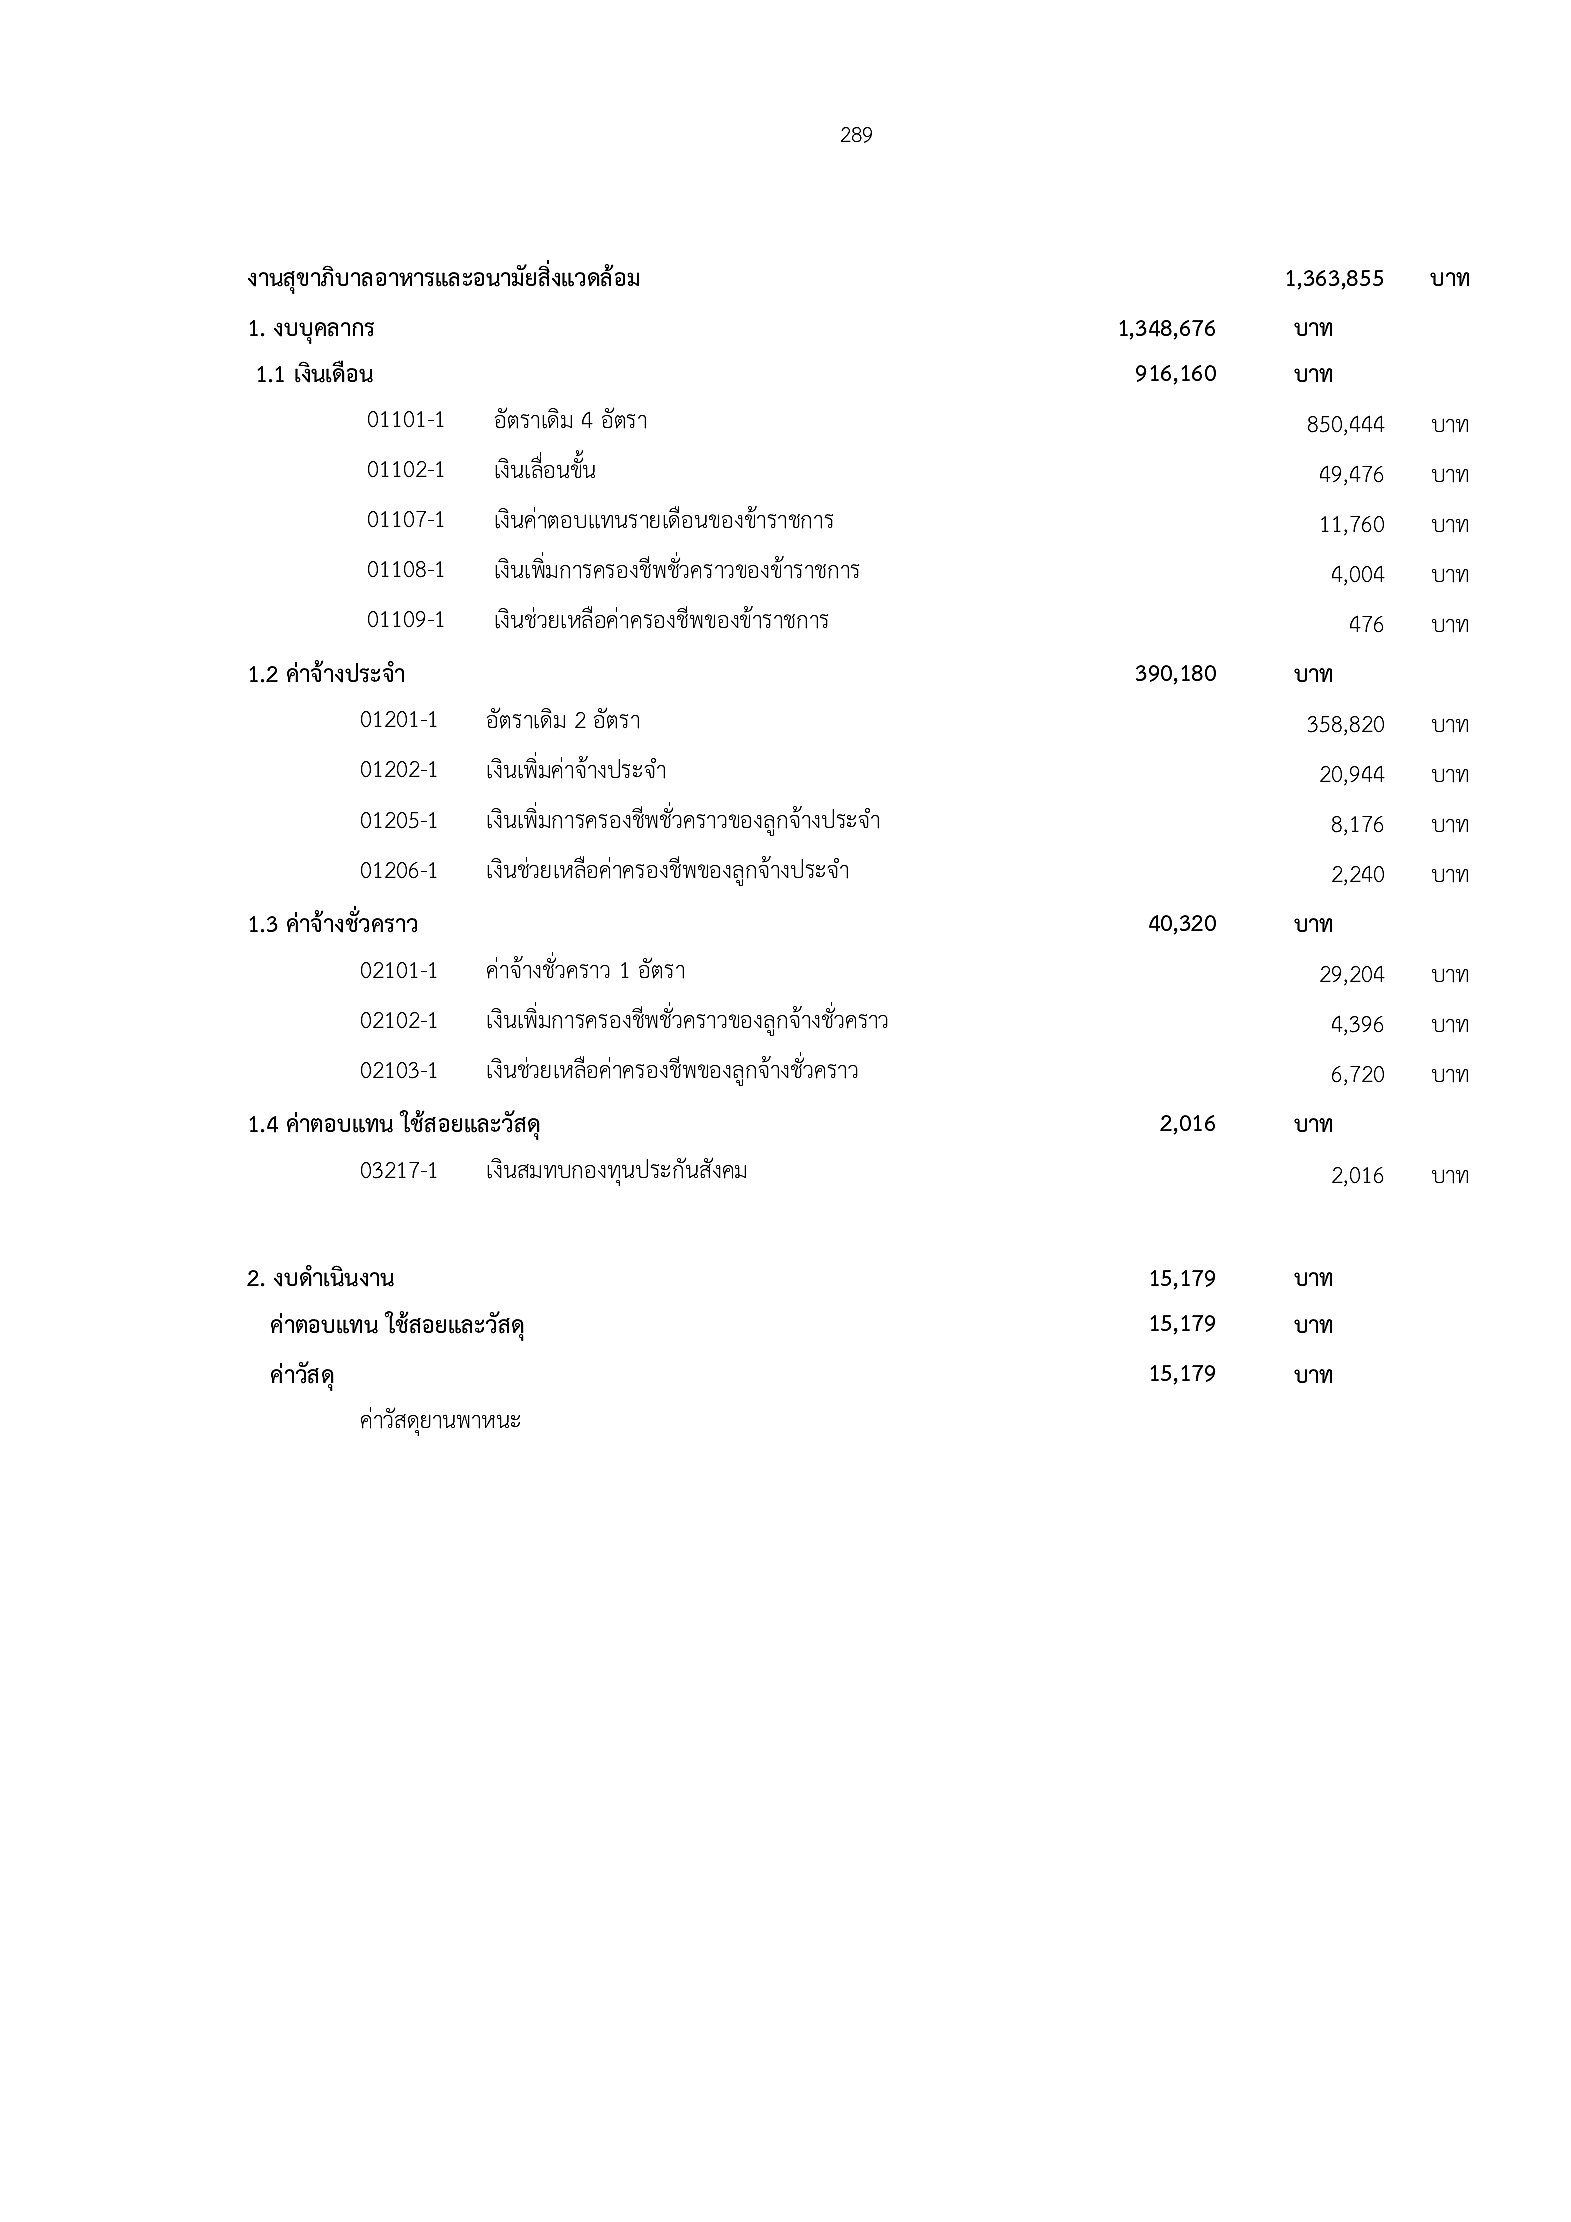 289
งานสุขาภิบาลอาหารและอนามัยสิ่งแวดล้อม 1,363,855 บาท
1. งบบุคลากร 1,348,676 บาท
1.1 เงินเดือน 916,160 บาท
01101-1 อัตราเดิม 4 อัตรา 850,444 บาท
01102-1 เงินเลื่อนขั้น 49,476 บาท
01107-1 เงินค่าตอบแทนรายเดือนของข้าราชการ 11,760 บาท
01108-1 เงินเพิ่มการครองชีพชั่วคราวของข้าราชการ 4,004 บาท
01109-1 เงินช่วยเหลือค่าครองชีพของข้าราชการ 476 บาท
1.2 ค่าจ้างประจำ 390,180 บาท
01201-1 อัตราเดิม 2 อัตรา 358,820 บาท
01202-1 เงินเพิ่มค่าจ้างประจำ 20,944 บาท
01205-1 เงินเพิ่มการครองชีพชั่วคราวของลูกจ้างประจำ 8,176 บาท
01206-1 เงินช่วยเหลือค่าครองชีพของลูกจ้างประจำ 2,240 บาท
1.3 ค่าจ้างชั่วคราว 40,320 บาท
02101-1 ค่าจ้างชั่วคราว 1 อัตรา 29,204 บาท
02102-1 เงินเพิ่มการครองชีพชั่วคราวของลูกจ้างชั่วคราว 4,396 บาท
02103-1 เงินช่วยเหลือค่าครองชีพของลูกจ้างชั่วคราว 6,720 บาท
1.4 ค่าตอบแทน ใช้สอยและวัสดุ 2,016 บาท
03217-1 เงินสมทบกองทุนประกันสังคม 2,016 บาท
2. งบดำเนินงาน 15,179 บาท
ค่าตอบแทน ใช้สอยและวัสดุ 15,179 บาท
ค่าวัสดุ 15,179 บาท
ค่าวัสดุยานพาหนะ